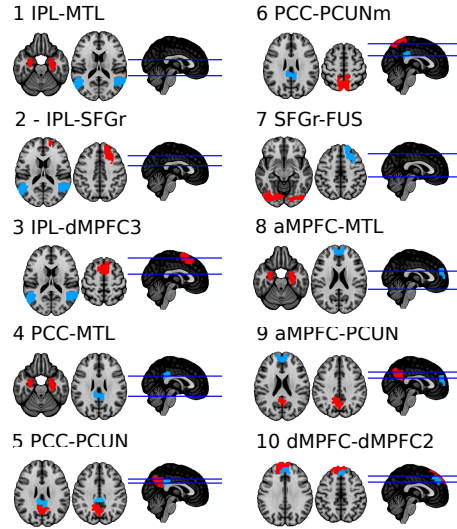 1 IPL-MTL
2 - IPL-SFGr
3 IPL-dMPFC3
4 PCC-MTL
5 PCC-PCUN
6 PCC-PCUNm
7 SFGr-FUS
8 aMPFC-MTL
9 aMPFC-PCUN
10 dMPFC-dMPFC2